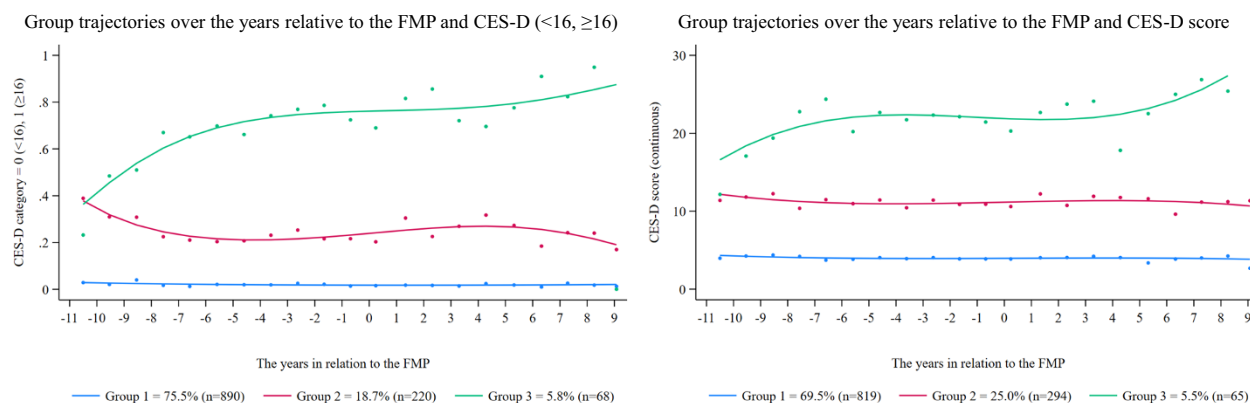 Group trajectories over the years relative to the FMP and CES-D (<16, ≥16)
1
.8
.6
.4
.2
0
CES-D category = 0 (<16), 1 (≥16)
-11 -10 -9 -8 -7 -6 -5 -4 -3 -2 -1 0 1 2 3 4 5 6 7 8 9
The years in relation to the FMP
Group 1 = 75.5% (n=890) Group 2 = 18.7% (n=220) Group 3 = 5.8% (n=68)
Group trajectories over the years relative to the FMP and CES-D score
30
20
10
0
CES-D score (continuous)
-11 -10 -9 -8 -7 -6 -5 -4 -3 -2 -1 0 1 2 3 4 5 6 7 8 9
The years in relation to the FMP
Group 1 = 69.5% (n=819) Group 2 = 25.0% (n=294) Group 3 = 5.5% (n=65)